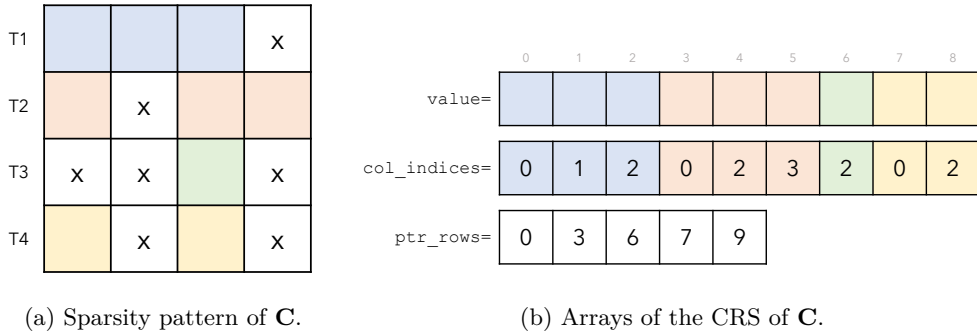 T1 x
T2 x
T3 x x x
T4 x x
0 1 2 3 4 5 6 7 8
value=
col_indices= 0 1 2 0 2 3 2 0 2
ptr_rows= 0 3 6 7 9
(a) Sparsity pattern of C.
(b) Arrays of the CRS of C.